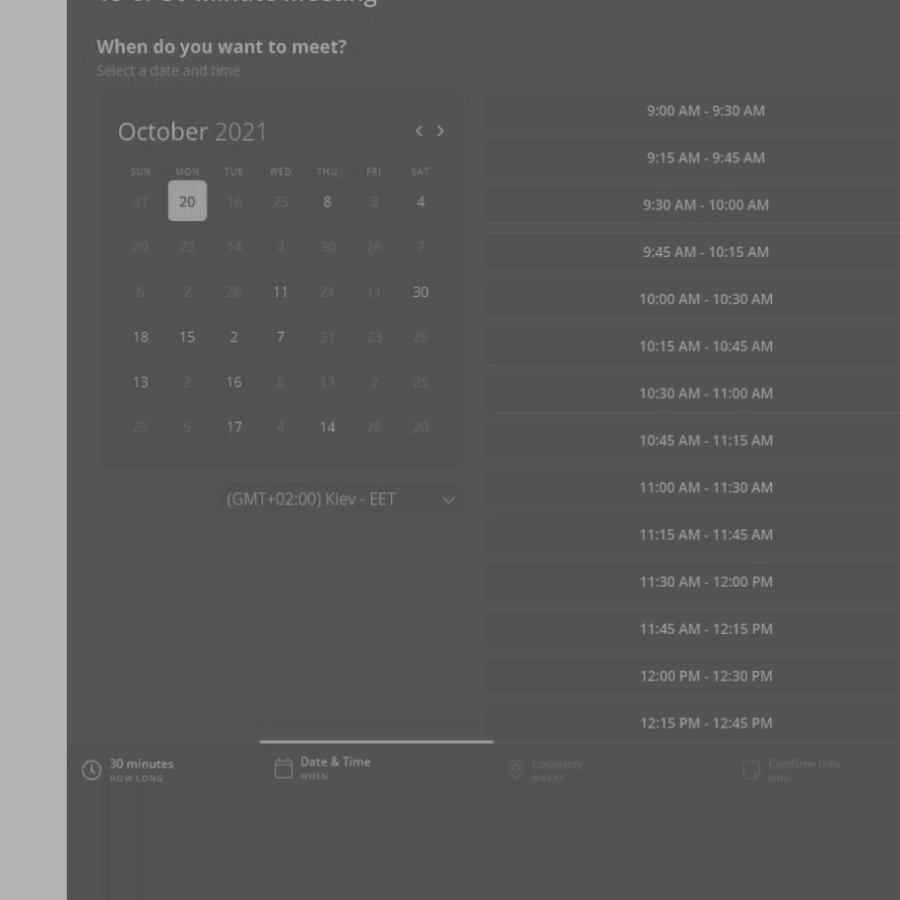 When do you want to meet?
Select a date and time
October 2021
SUN MON TUE WED THU FRI SAT
31 20 16 25 8 3 4
20 22 14 2 30 26 7
6 2 26 11 21 11 30
18 15 2 7 31 23 26
13 2 16 6 13 2 25
25 5 17 4 14 26 20
(GMT+02:00) Kiev - EET
9:00 AM - 9:30 AM
9:15 AM - 9:45 AM
9:30 AM - 10:00 AM
9:45 AM - 10:15 AM
10:00 AM - 10:30 AM
10:15 AM - 10:45 AM
10:30 AM - 11:00 AM
10:45 AM - 11:15 AM
11:00 AM - 11:30 AM
11:15 AM - 11:45 AM
11:30 AM - 12:00 PM
11:45 AM - 12:15 PM
12:00 PM - 12:30 PM
12:15 PM - 12:45 PM
30 minutes
HOW LONG
Date & Time
WHEN
Location
WHERE
Confirm Info
WHO